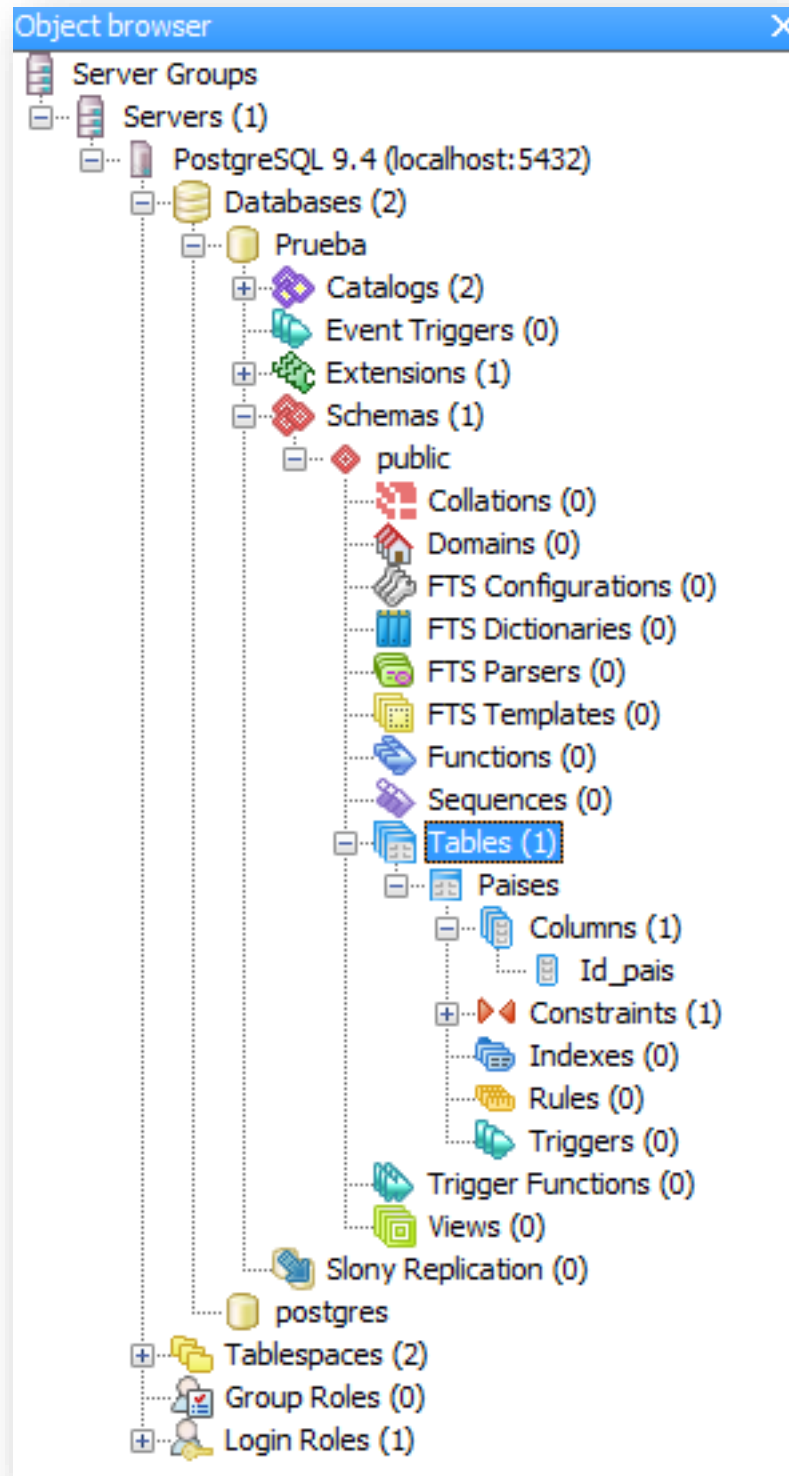 Object browser
Server Groups
Servers (1)
PostgreSQL 9.4 (localhost:5432)
Databases (2)
Prueba
Catalogs (2)
Event Triggers (0)
Extensions (1)
Schemas (1)
public
Collations (0)
Domains (0)
FTS Configurations (0)
FTS Dictionaries (0)
FTS Parsers (0)
FTS Templates (0)
Functions (0)
Sequences (0)
Tables (1)
Paises
Columns (1)
Id_pais
Constraints (1)
Indexes (0)
Rules (0)
Triggers (0)
Trigger Functions (0)
Views (0)
Slony Replication (0)
postgres
Tablespaces (2)
Group Roles (0)
Login Roles (1)